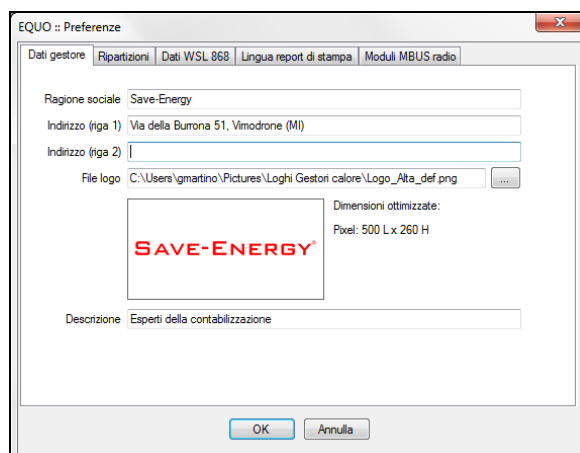 EQUO :: Preferenze
Dati gestore Ripartizioni Dati WSL 868 Lingua report di stampa Moduli MBUS radio
Ragione sociale Save-Energy
Indirizzo (riga 1) Via della Burrona 51, Vimodrone (MI)
Indirizzo (riga 2)
File logo C:\Users\gmartino\Pictures\Loghi Gestori calore\Logo_Alta_def.png ...
Dimensioni ottimizzate:
Pixel: 500 L x 260 H
SAVE-ENERGY®
Descrizione Esperti della contabilizzazione
OK Annulla